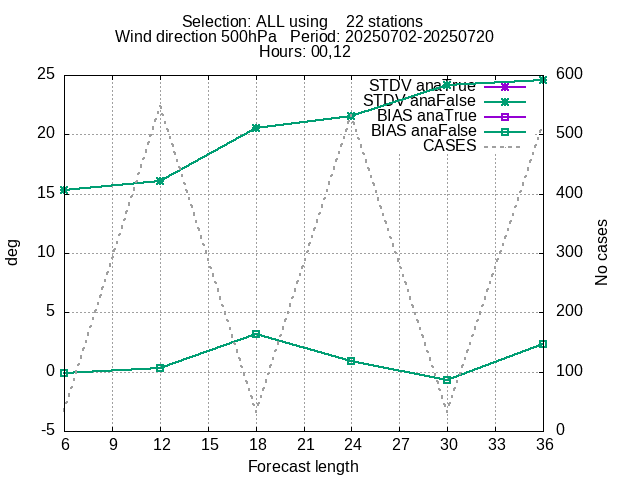 Selection: ALL using    22 stations
Wind direction 500hPa   Period: 20250702-20250720
Hours: 00,12
25
20
15
10
5
0
-5
600
500
400
300
200
100
0
deg
No cases
STDV anaTrue
STDV anaFalse
BIAS anaTrue
BIAS anaFalse
CASES
6 9 12 15 18 21 24 27 30 33 36
Forecast length